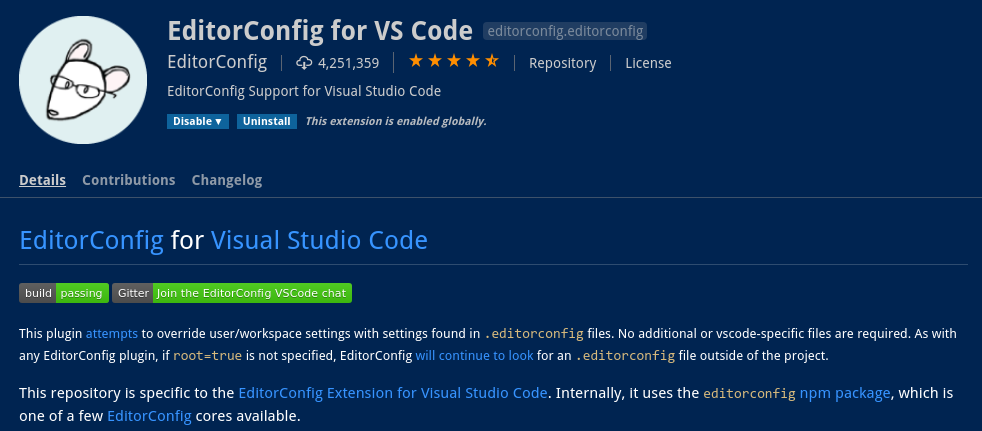 EditorConfig for VS Code editorconfig.editorconfig
EditorConfig 4,251,359 Repository License
EditorConfig Support for Visual Studio Code
Disable ▾ Uninstall This extension is enabled globally.
Details Contributions Changelog
EditorConfig for Visual Studio Code
build passing Gitter Join the EditorConfig VSCode chat
This plugin attempts to override user/workspace settings with settings found in .editorconfig files. No additional or vscode-specific files are required. As with
any EditorConfig plugin, if root=true is not specified, EditorConfig will continue to look for an .editorconfig file outside of the project.
This repository is specific to the EditorConfig Extension for Visual Studio Code. Internally, it uses the editorconfig npm package, which is
one of a few EditorConfig cores available.